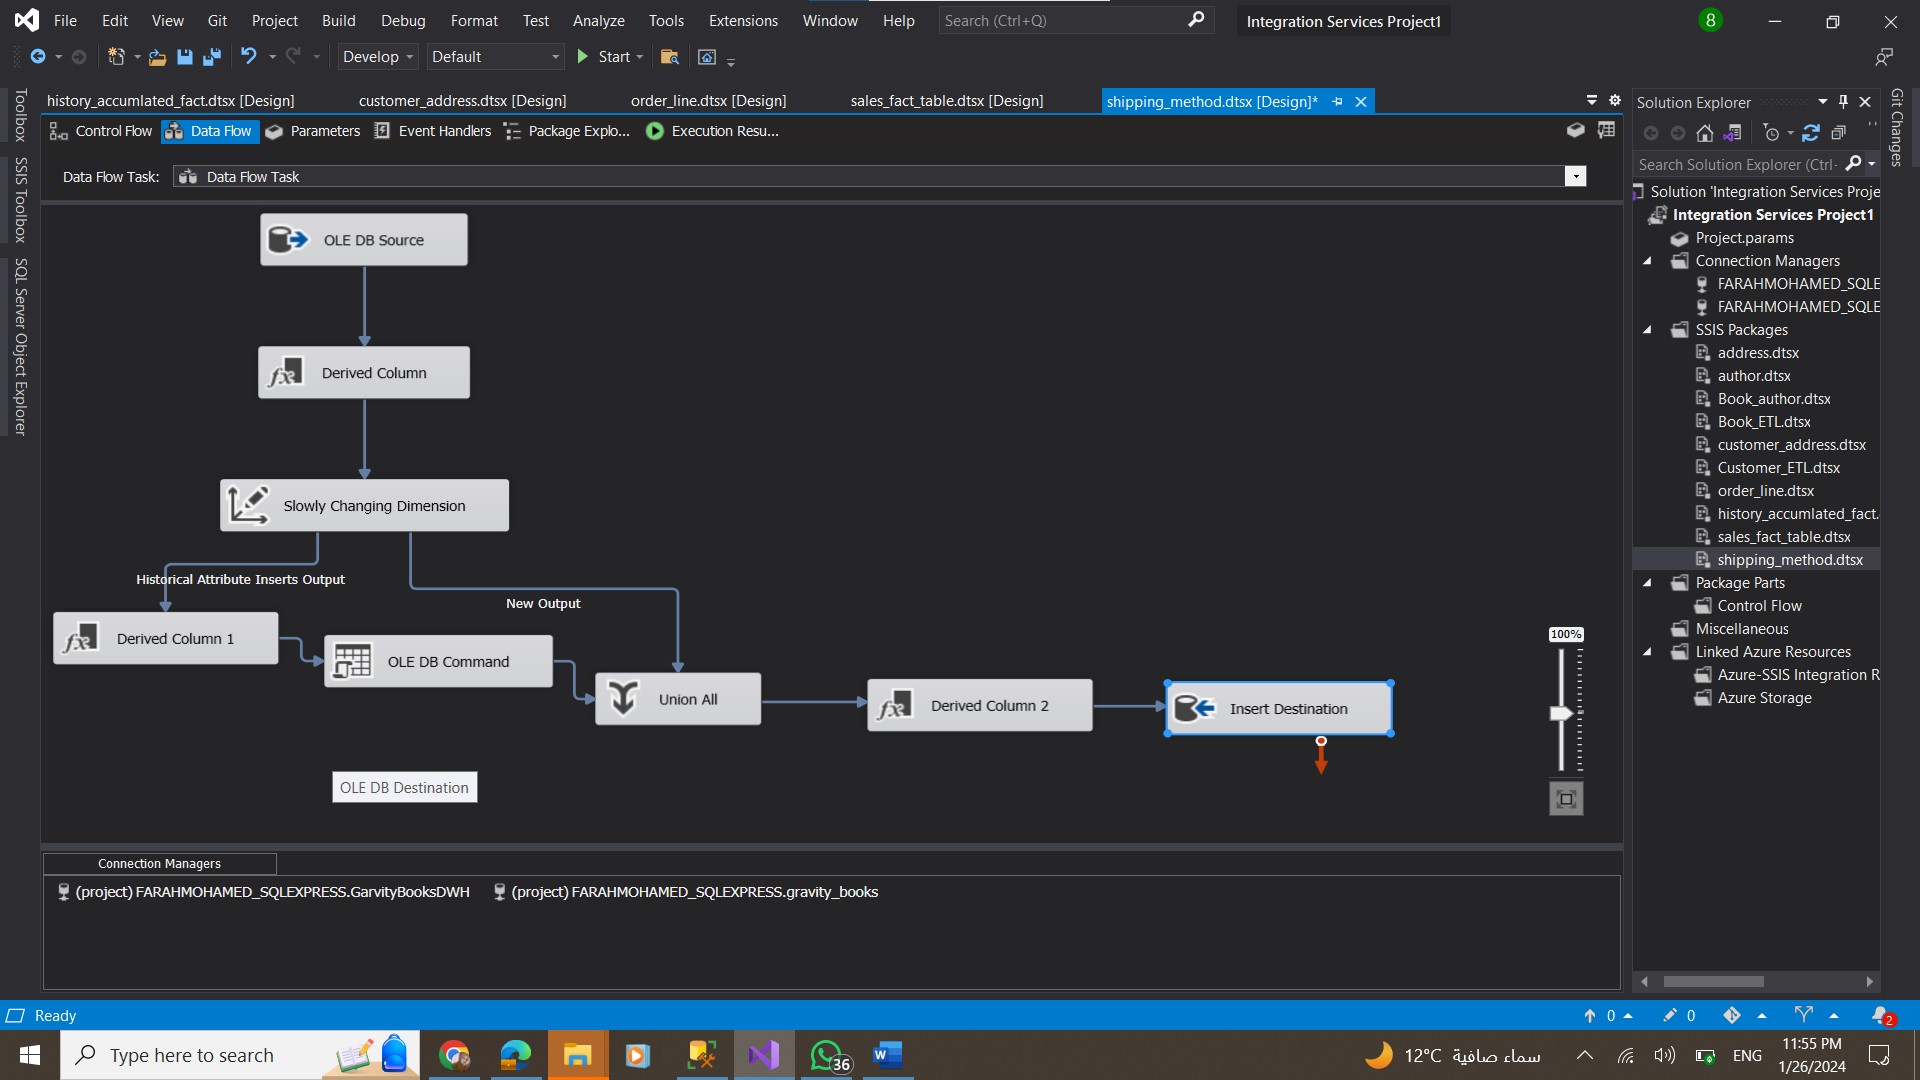 File Edit View Git Project Build Debug Format Test Analyze Tools Extensions Window Help Search (Ctrl+Q) Integration Services Project1 8
Develop Default Start
history_accumlated_fact.dtsx [Design] customer_address.dtsx [Design] order_line.dtsx [Design] sales_fact_table.dtsx [Design] shipping_method.dtsx [Design]*
Control Flow Data Flow Parameters Event Handlers Package Explo... Execution Resu...
Data Flow Task: Data Flow Task
Toolbox
SSIS Toolbox
SQL Server Object Explorer
OLE DB Source
Derived Column
Slowly Changing Dimension
Historical Attribute Inserts Output
New Output
Derived Column 1
OLE DB Command
Union All
Derived Column 2
Insert Destination
OLE DB Destination
100%
Connection Managers
(project) FARAHMOHAMED_SQLEXPRESS.GarvityBooksDWH (project) FARAHMOHAMED_SQLEXPRESS.gravity_books
Solution Explorer
Search Solution Explorer (Ctrl-
Solution 'Integration Services Proje
Integration Services Project1
Project.params
Connection Managers
FARAHMOHAMED_SQLE
FARAHMOHAMED_SQLE
SSIS Packages
address.dtsx
author.dtsx
Book_author.dtsx
Book_ETL.dtsx
customer_address.dtsx
Customer_ETL.dtsx
order_line.dtsx
history_accumlated_fact.
sales_fact_table.dtsx
shipping_method.dtsx
Package Parts
Control Flow
Miscellaneous
Linked Azure Resources
Azure-SSIS Integration R
Azure Storage
Git Changes
Ready 0 0 2
Type here to search 36 12°C سماء صافية ENG 11:55 PM
1/26/2024